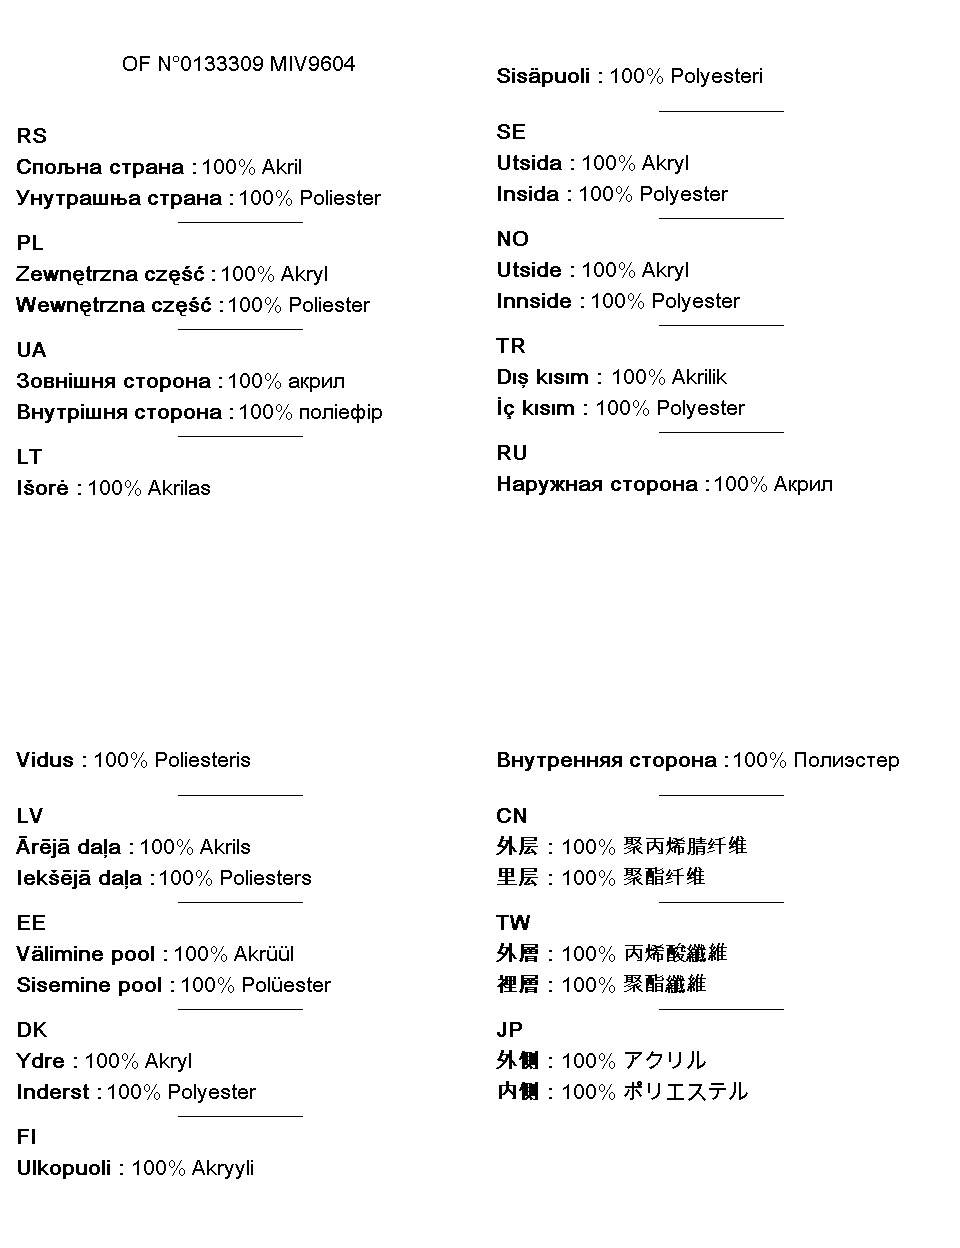 OF N°0133309 MIV9604
RS
Спољна страна : 100% Akril
Унутрашња страна : 100% Poliester
PL
Zewnętrzna część : 100% Akryl
Wewnętrzna część : 100% Poliester
UA
Зовнішня сторона : 100% акрил
Внутрішня сторона : 100% поліефір
LT
Išorė : 100% Akrilas
Vidus : 100% Poliesteris
LV
Ārējā daļa : 100% Akrils
Iekšējā daļa : 100% Poliesters
EE
Välimine pool : 100% Akrüül
Sisemine pool : 100% Polüester
DK
Ydre : 100% Akryl
Inderst : 100% Polyester
FI
Ulkopuoli : 100% Akryyli
Sisäpuoli : 100% Polyesteri
SE
Utsida : 100% Akryl
Insida : 100% Polyester
NO
Utside : 100% Akryl
Innside : 100% Polyester
TR
Dış kısım : 100% Akrilik
İç kısım : 100% Polyester
RU
Наружная сторона : 100% Акрил
Внутренняя сторона : 100% Полиэстер
CN
外层 : 100% 聚丙烯腈纤维
里层 : 100% 聚酯纤维
TW
外層 : 100% 丙烯酸纖維
裡層 : 100% 聚酯纖維
JP
外側 : 100% アクリル
内側 : 100% ポリエステル